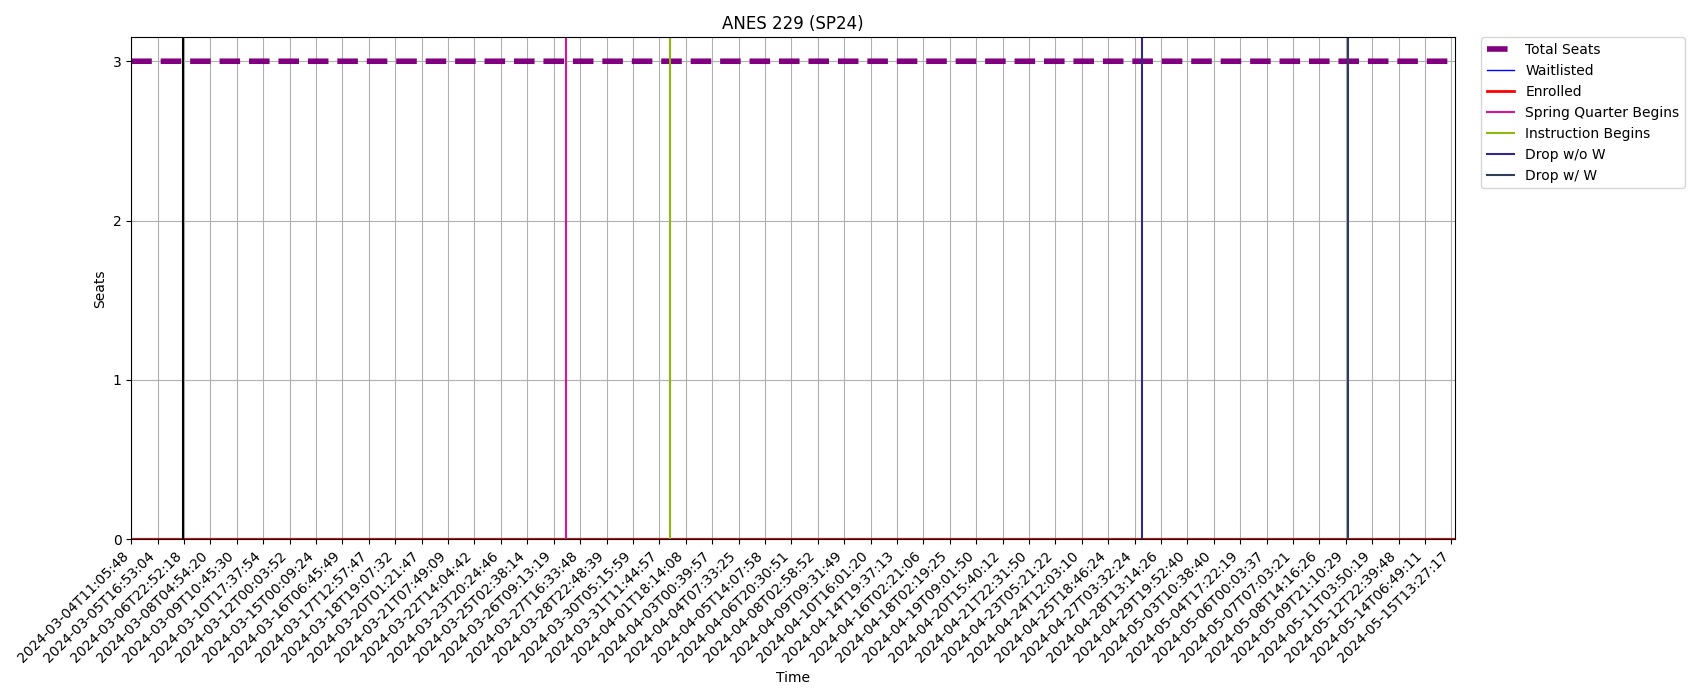 ANES 229 (SP24)
Total Seats
Waitlisted
Enrolled
Spring Quarter Begins
Instruction Begins
Drop w/o W
Drop w/ W
Seats
3
2
1
0
2024-03-04T11:05:48
2024-03-05T16:53:04
2024-03-06T22:52:18
2024-03-08T04:54:20
2024-03-09T10:45:30
2024-03-10T17:37:54
2024-03-12T00:03:52
2024-03-15T00:09:24
2024-03-16T06:45:49
2024-03-17T12:57:47
2024-03-18T19:07:32
2024-03-20T01:21:47
2024-03-21T07:49:09
2024-03-22T14:04:42
2024-03-23T20:24:46
2024-03-25T02:38:14
2024-03-26T09:13:19
2024-03-27T16:33:48
2024-03-28T22:48:39
2024-03-30T05:15:59
2024-03-31T11:44:57
2024-04-01T18:14:08
2024-04-03T00:39:57
2024-04-04T07:33:25
2024-04-05T14:07:58
2024-04-06T20:30:51
2024-04-08T02:58:52
2024-04-09T09:31:49
2024-04-10T16:01:20
2024-04-14T19:37:13
2024-04-16T02:21:06
2024-04-18T02:19:25
2024-04-19T09:01:50
2024-04-20T15:40:12
2024-04-21T22:31:50
2024-04-23T05:21:22
2024-04-24T12:03:10
2024-04-25T18:46:24
2024-04-27T03:32:24
2024-04-28T13:14:26
2024-04-29T19:52:40
2024-05-03T10:38:40
2024-05-04T17:22:19
2024-05-06T00:03:37
2024-05-07T07:03:21
2024-05-08T14:16:26
2024-05-09T21:10:29
2024-05-11T03:50:19
2024-05-12T22:39:48
2024-05-14T06:49:11
2024-05-15T13:27:17
Time